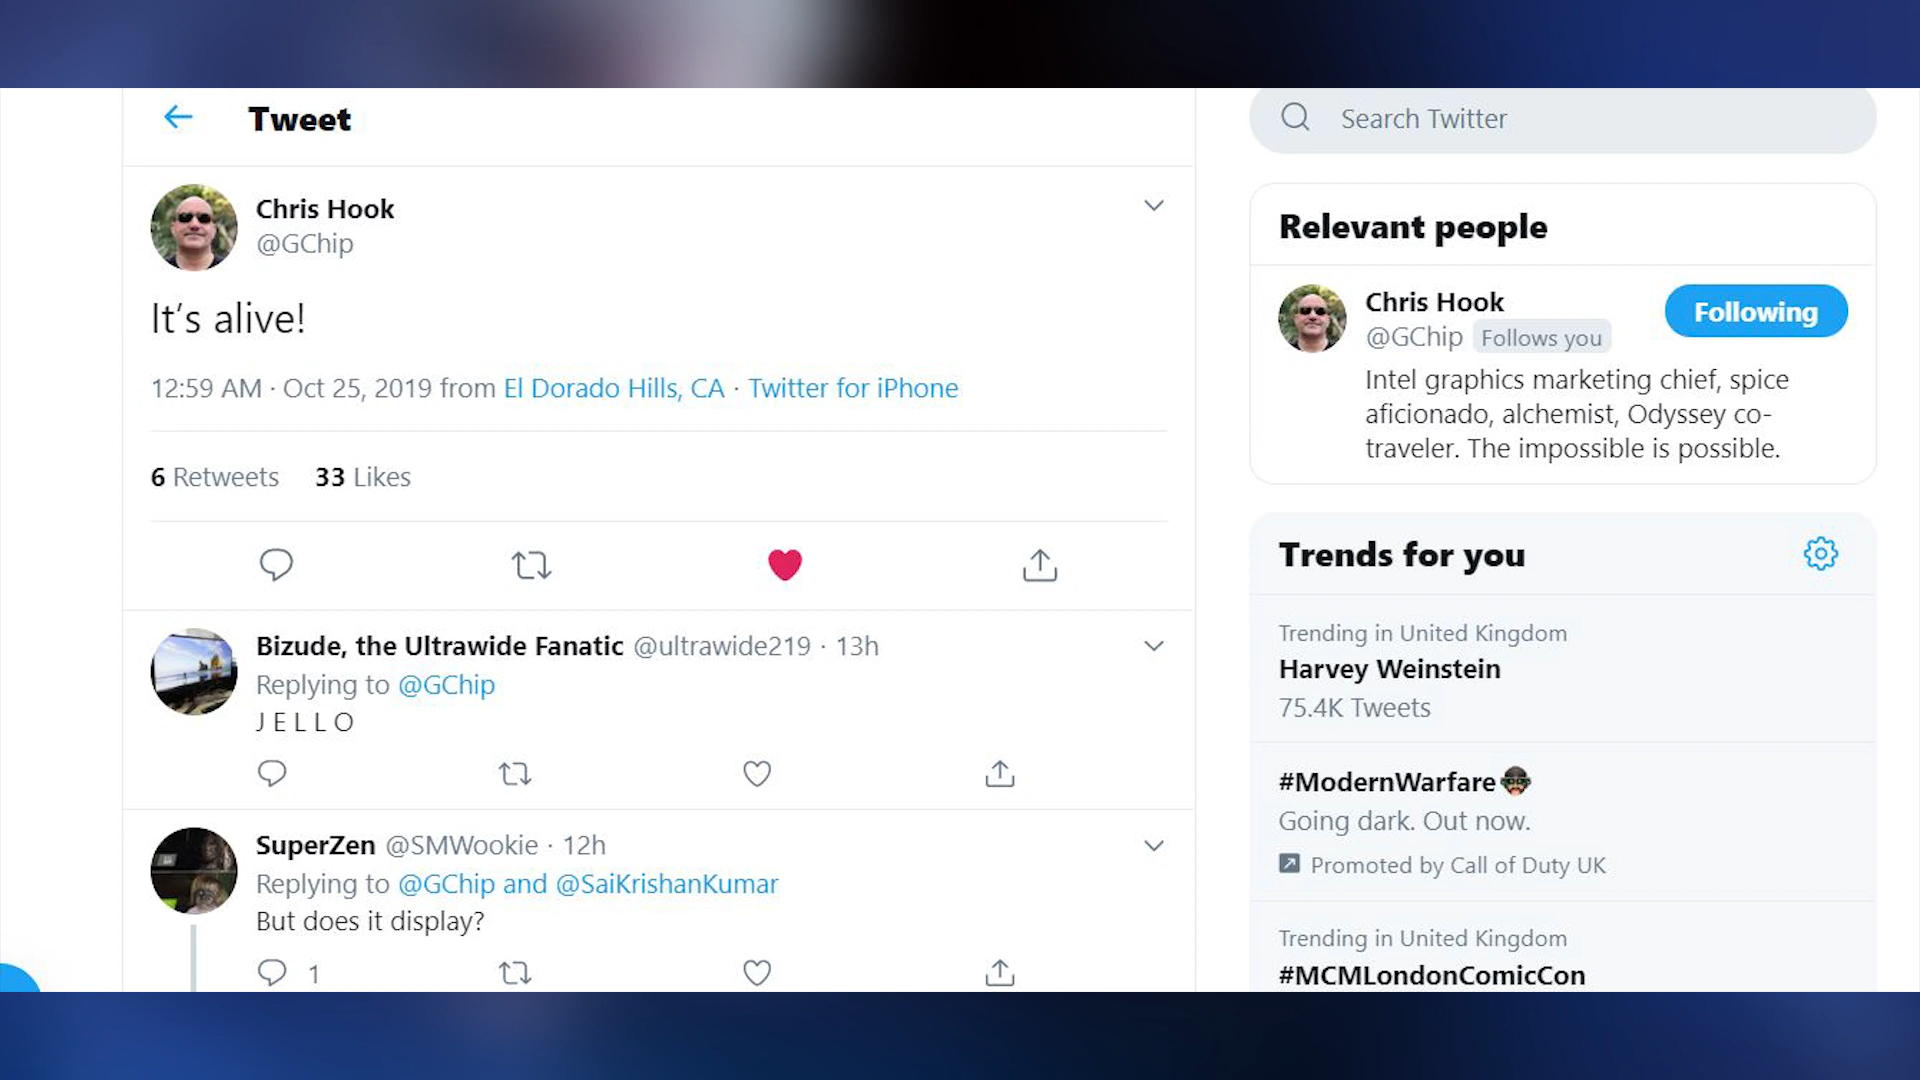 Tweet
Search Twitter
Chris Hook
@GChip
It's alive!
12:59 AM · Oct 25, 2019 from El Dorado Hills, CA · Twitter for iPhone
6 Retweets 33 Likes
Bizude, the Ultrawide Fanatic @ultrawide219 · 13h
Replying to @GChip
J E L L O
SuperZen @SMWookie · 12h
Replying to @GChip and @SaiKrishanKumar
But does it display?
1
Relevant people
Chris Hook
Following
@GChip Follows you
Intel graphics marketing chief, spice
aficionado, alchemist, Odyssey co-
traveler. The impossible is possible.
Trends for you
Trending in United Kingdom
Harvey Weinstein
75.4K Tweets
#ModernWarfare
Going dark. Out now.
Promoted by Call of Duty UK
Trending in United Kingdom
#MCMLondonComicCon